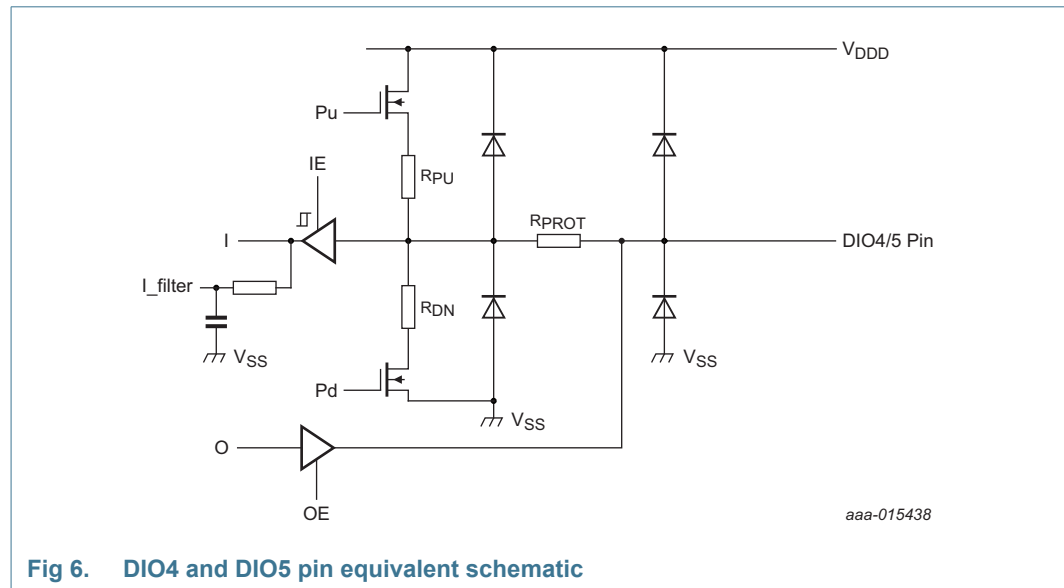 VDDD
Pu
IE
RPU
RPROT
I
DIO4/5 Pin
I_filter
RDN
VSS
VSS
Pd
VSS
O
OE
aaa-015438
Fig 6. DIO4 and DIO5 pin equivalent schematic